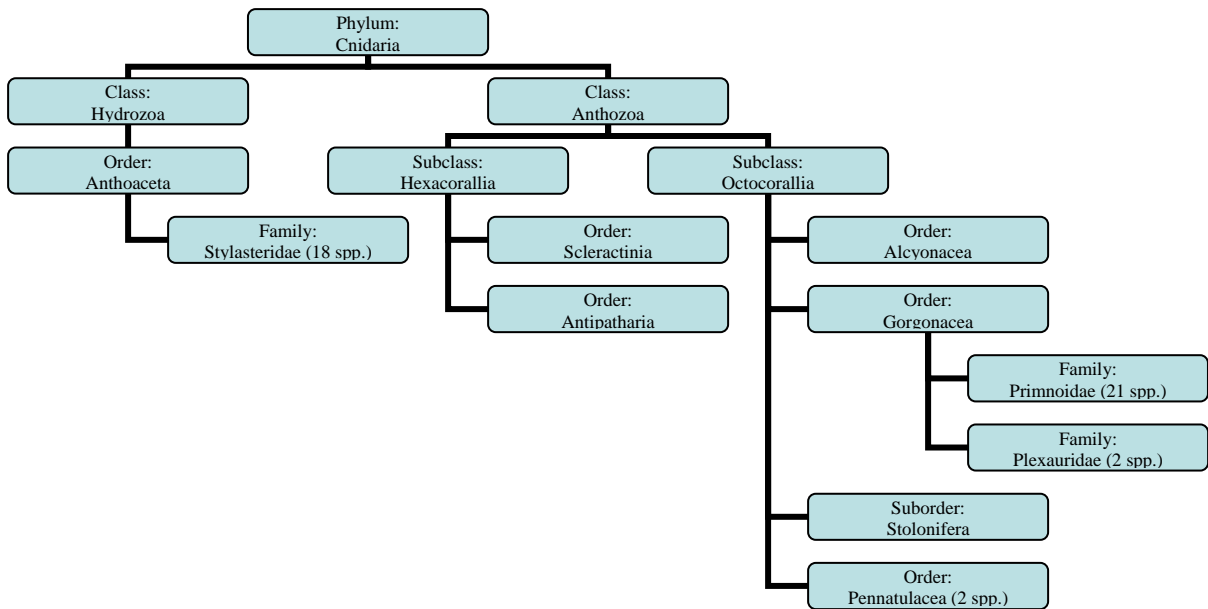 Phylum:
Cnidaria
Class:
Hydrozoa
Class:
Anthozoa
Order:
Anthoaceta
Subclass:
Hexacorallia
Subclass:
Octocorallia
Family:
Stylasteridae (18 spp.)
Order:
Scleractinia
Order:
Alcyonacea
Order:
Antipatharia
Order:
Gorgonacea
Family:
Primnoidae (21 spp.)
Family:
Plexauridae (2 spp.)
Suborder:
Stolonifera
Order:
Pennatulacea (2 spp.)